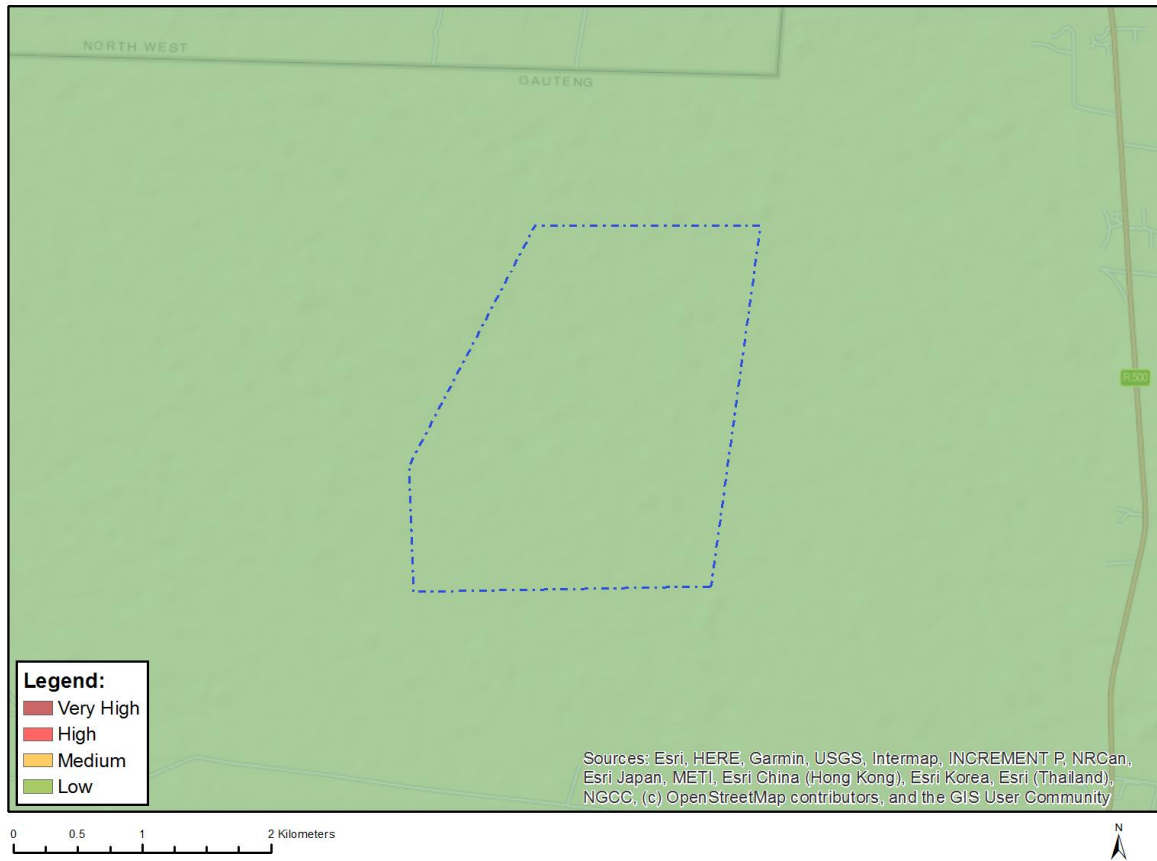 NORTH WEST
GAUTENG
R500
Legend:
Very High
High
Medium
Low
Sources: Esri, HERE, Garmin, USGS, Intermap, INCREMENT P, NRCan,
Esri Japan, METI, Esri China (Hong Kong), Esri Korea, Esri (Thailand),
NGCC, (c) OpenStreetMap contributors, and the GIS User Community
0 0.5 1 2 Kilometers
N